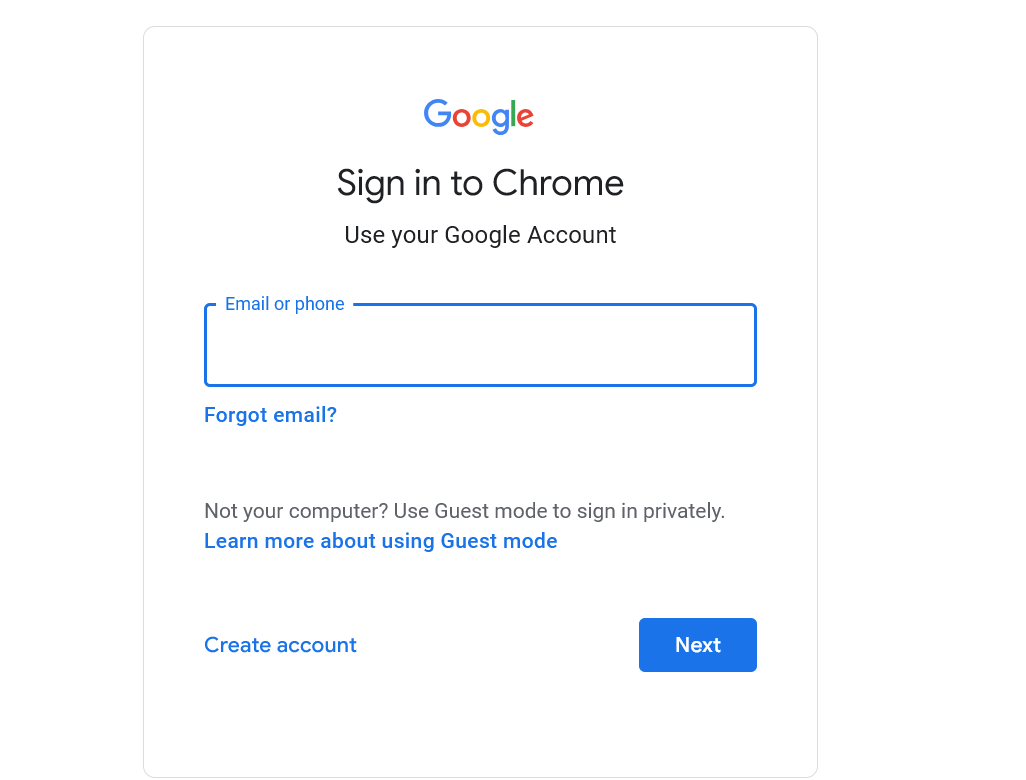 Google
Sign in to Chrome
Use your Google Account
Email or phone
Forgot email?
Not your computer? Use Guest mode to sign in privately.
Learn more about using Guest mode
Create account
Next